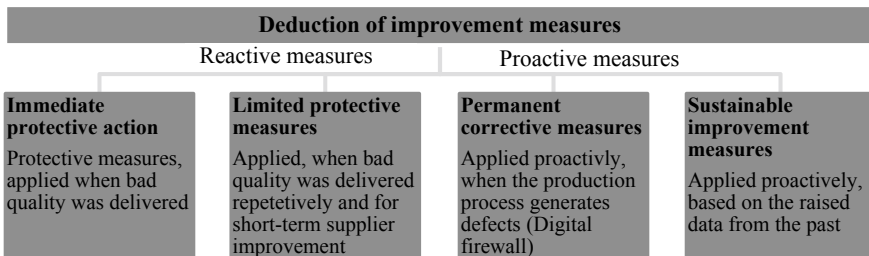 Deduction of improvement measures
Reactive measures
Proactive measures
Immediate
protective action
Protective measures,
applied when bad
quality was delivered
Limited protective
measures
Applied, when bad
quality was delivered
repetetively and for
short-term supplier
improvement
Permanent
corrective measures
Applied proactivly,
when the production
process generates
defects (Digital
firewall)
Sustainable
improvement
measures
Applied proactively,
based on the raised
data from the past